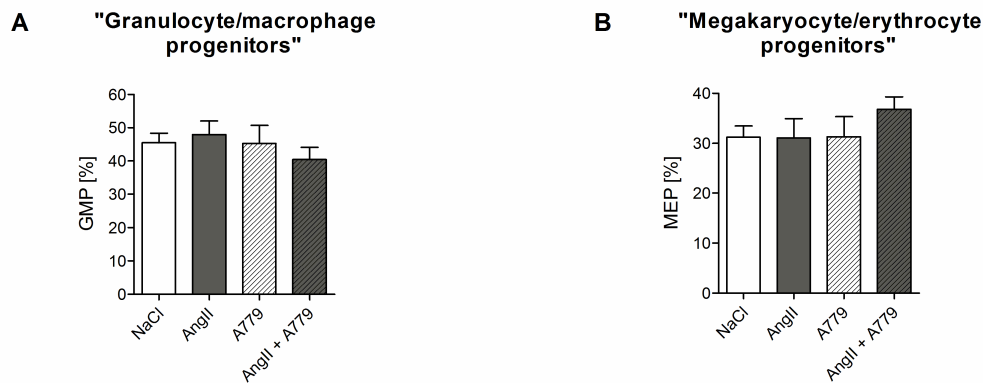 A
"Granulocyte/macrophage
progenitors"
GMP [%]
60
50
40
30
20
10
0
NaCl
AngII
A779
AngII + A779
B
"Megakaryocyte/erythrocyte
progenitors"
MEP [%]
40
30
20
10
0
NaCl
AngII
A779
AngII + A779